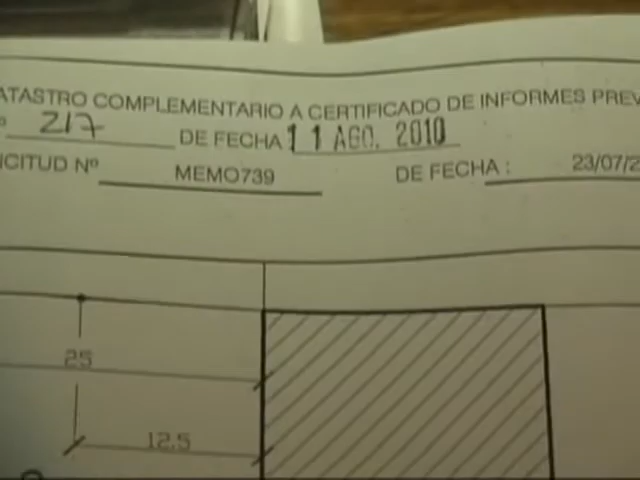 ATASTRO COMPLEMENTARIO A CERTIFICADO DE INFORMES PREV
º 217 DE FECHA 11 AGO. 2010
ICITUD Nº MEMO739 DE FECHA : 23/07/2
25
12.5